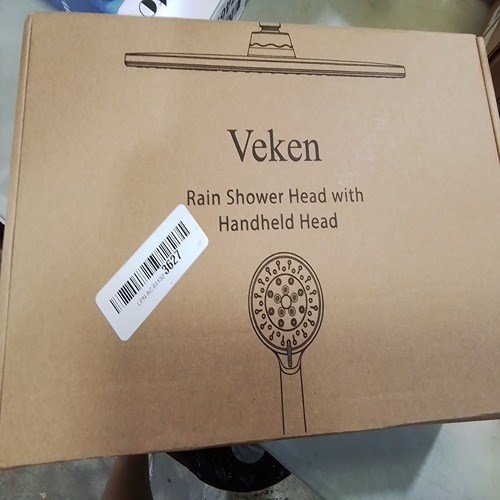 Veken
Rain Shower Head with
Handheld Head
3627